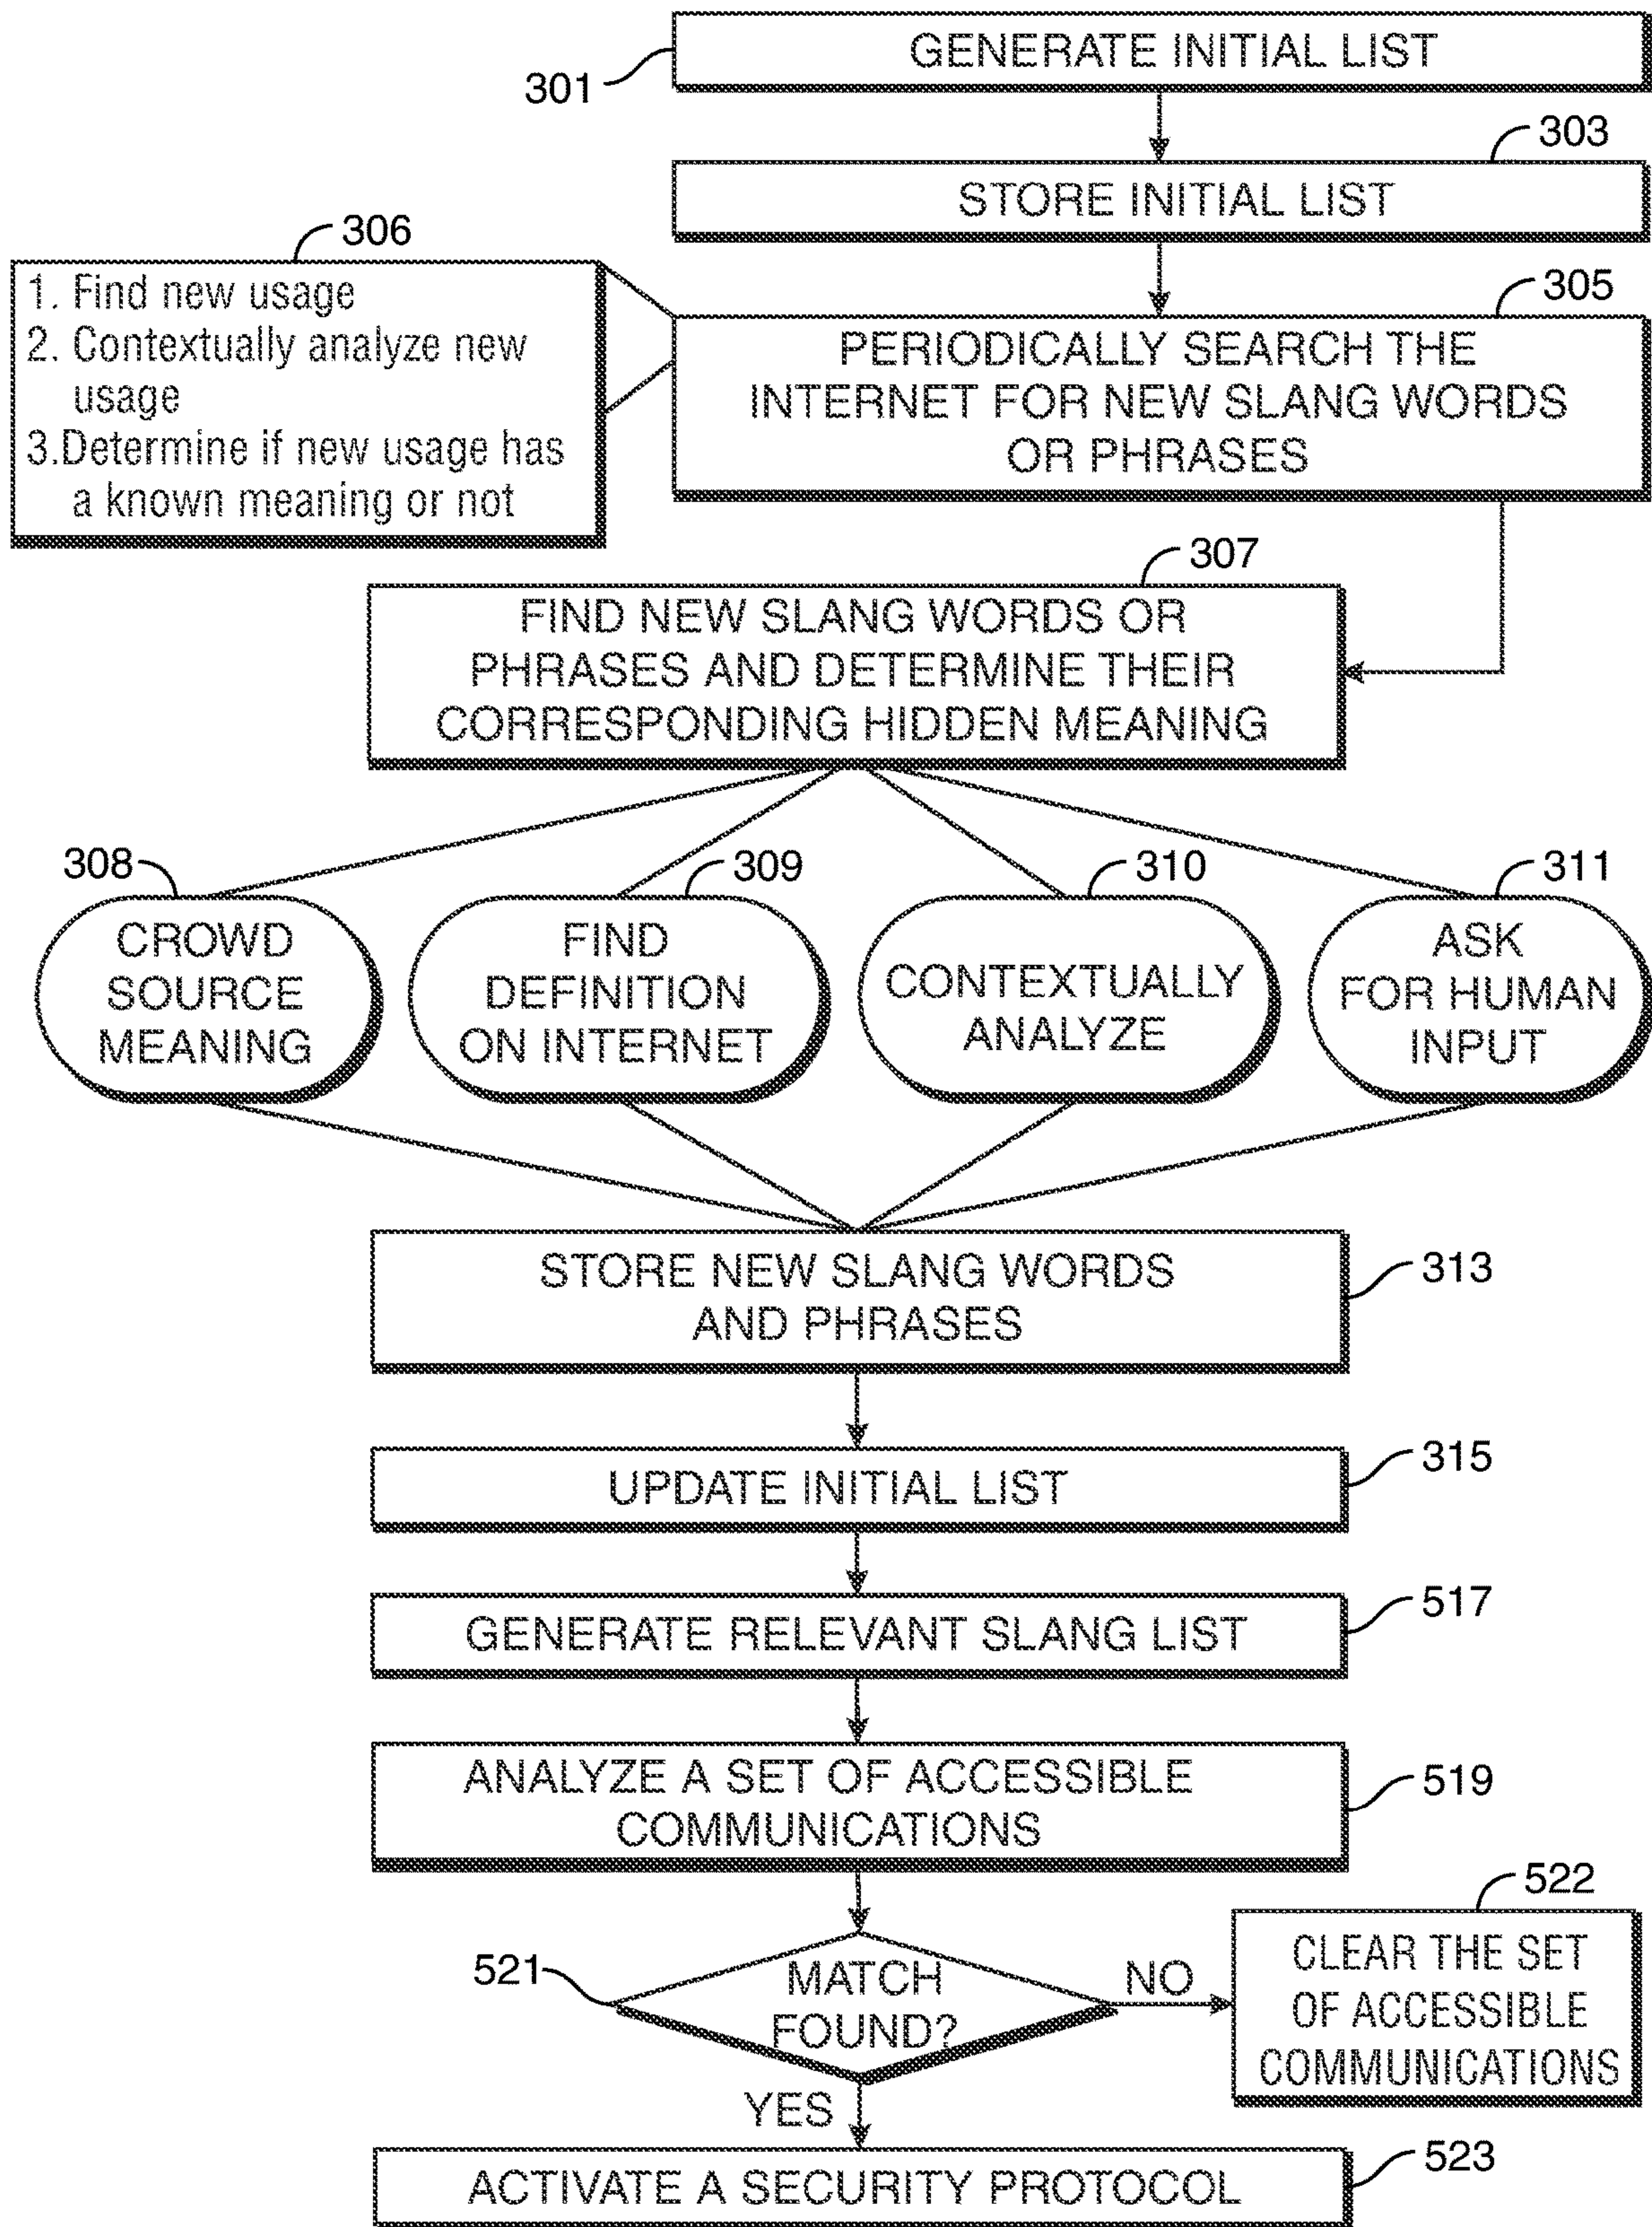 GENERATE INITIAL LIST
301
303
STORE INITIAL LIST
306
1. Find new usage
2. Contextually analyze new
usage
3.Determine if new usage has
a known meaning or not
305
PERIODICALLY SEARCH THE
INTERNET FOR NEW SLANG WORDS
OR PHRASES
307
FIND NEW SLANG WORDS OR
PHRASES AND DETERMINE THEIR
CORRESPONDING HIDDEN MEANING
308
CROWD
SOURCE
MEANING
309
FIND
DEFINITION
ON INTERNET
310
CONTEXTUALLY
ANALYZE
311
ASK
FOR HUMAN
INPUT
STORE NEW SLANG WORDS
AND PHRASES
313
UPDATE INITIAL LIST
315
GENERATE RELEVANT SLANG LIST
517
ANALYZE A SET OF ACCESSIBLE
COMMUNICATIONS
519
521
MATCH
FOUND?
NO
522
CLEAR THE SET
OF ACCESSIBLE
COMMUNICATIONS
YES
ACTIVATE A SECURITY PROTOCOL
523